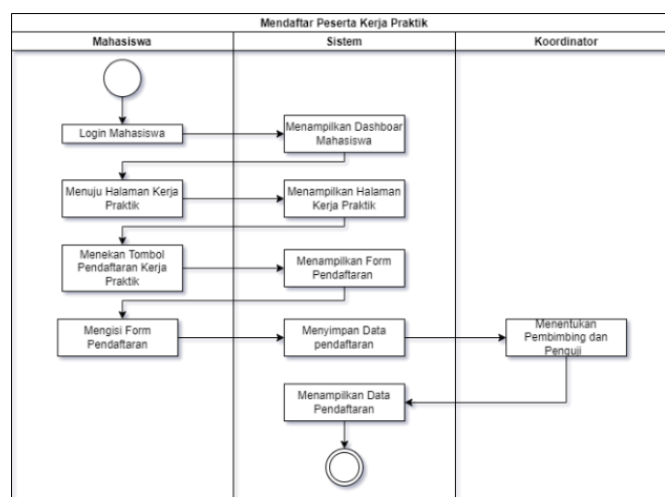 Mendaftar Peserta Kerja Praktik
Mahasiswa
Sistem
Koordinator
Login Mahasiswa
Menampilkan Dashboar
Mahasiswa
Menuju Halaman Kerja
Praktik
Menampilkan Halaman
Kerja Praktik
Menekan Tombol
Pendaftaran Kerja
Praktik
Menampilkan Form
Pendaftaran
Mengisi Form
Pendaftaran
Menyimpan Data
pendaftaran
Menentukan
Pembimbing dan
Penguji
Menampilkan Data
Pendaftaran